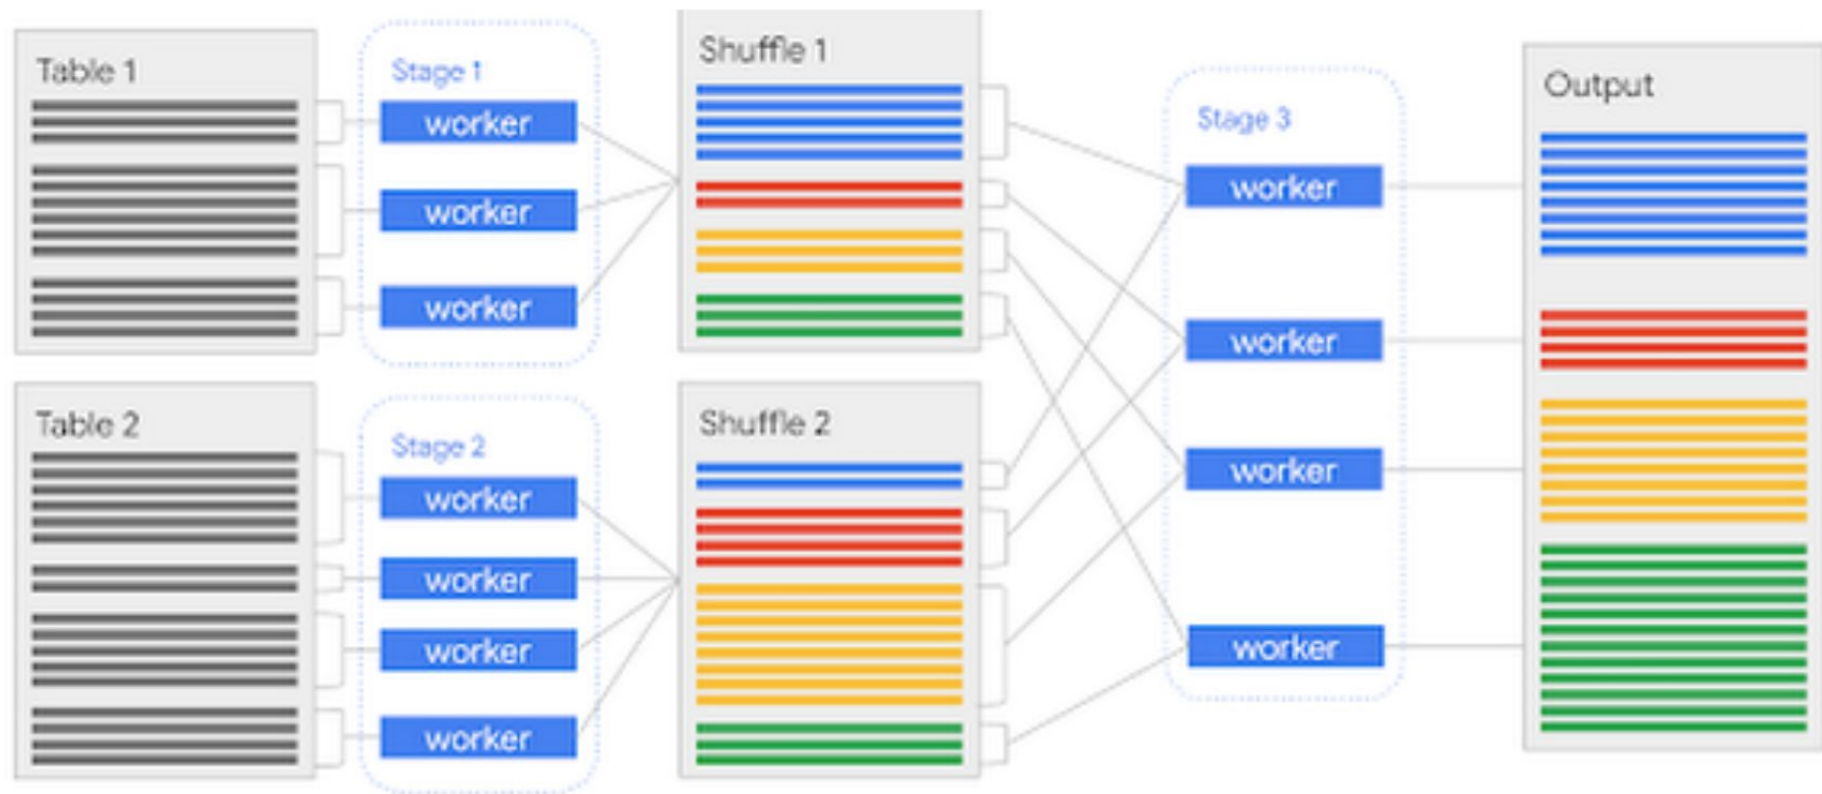 Table 1
Stage 1
worker
worker
worker
Shuffle 1
Table 2
Stage 2
worker
worker
worker
worker
Shuffle 2
Stage 3
worker
worker
worker
worker
Output